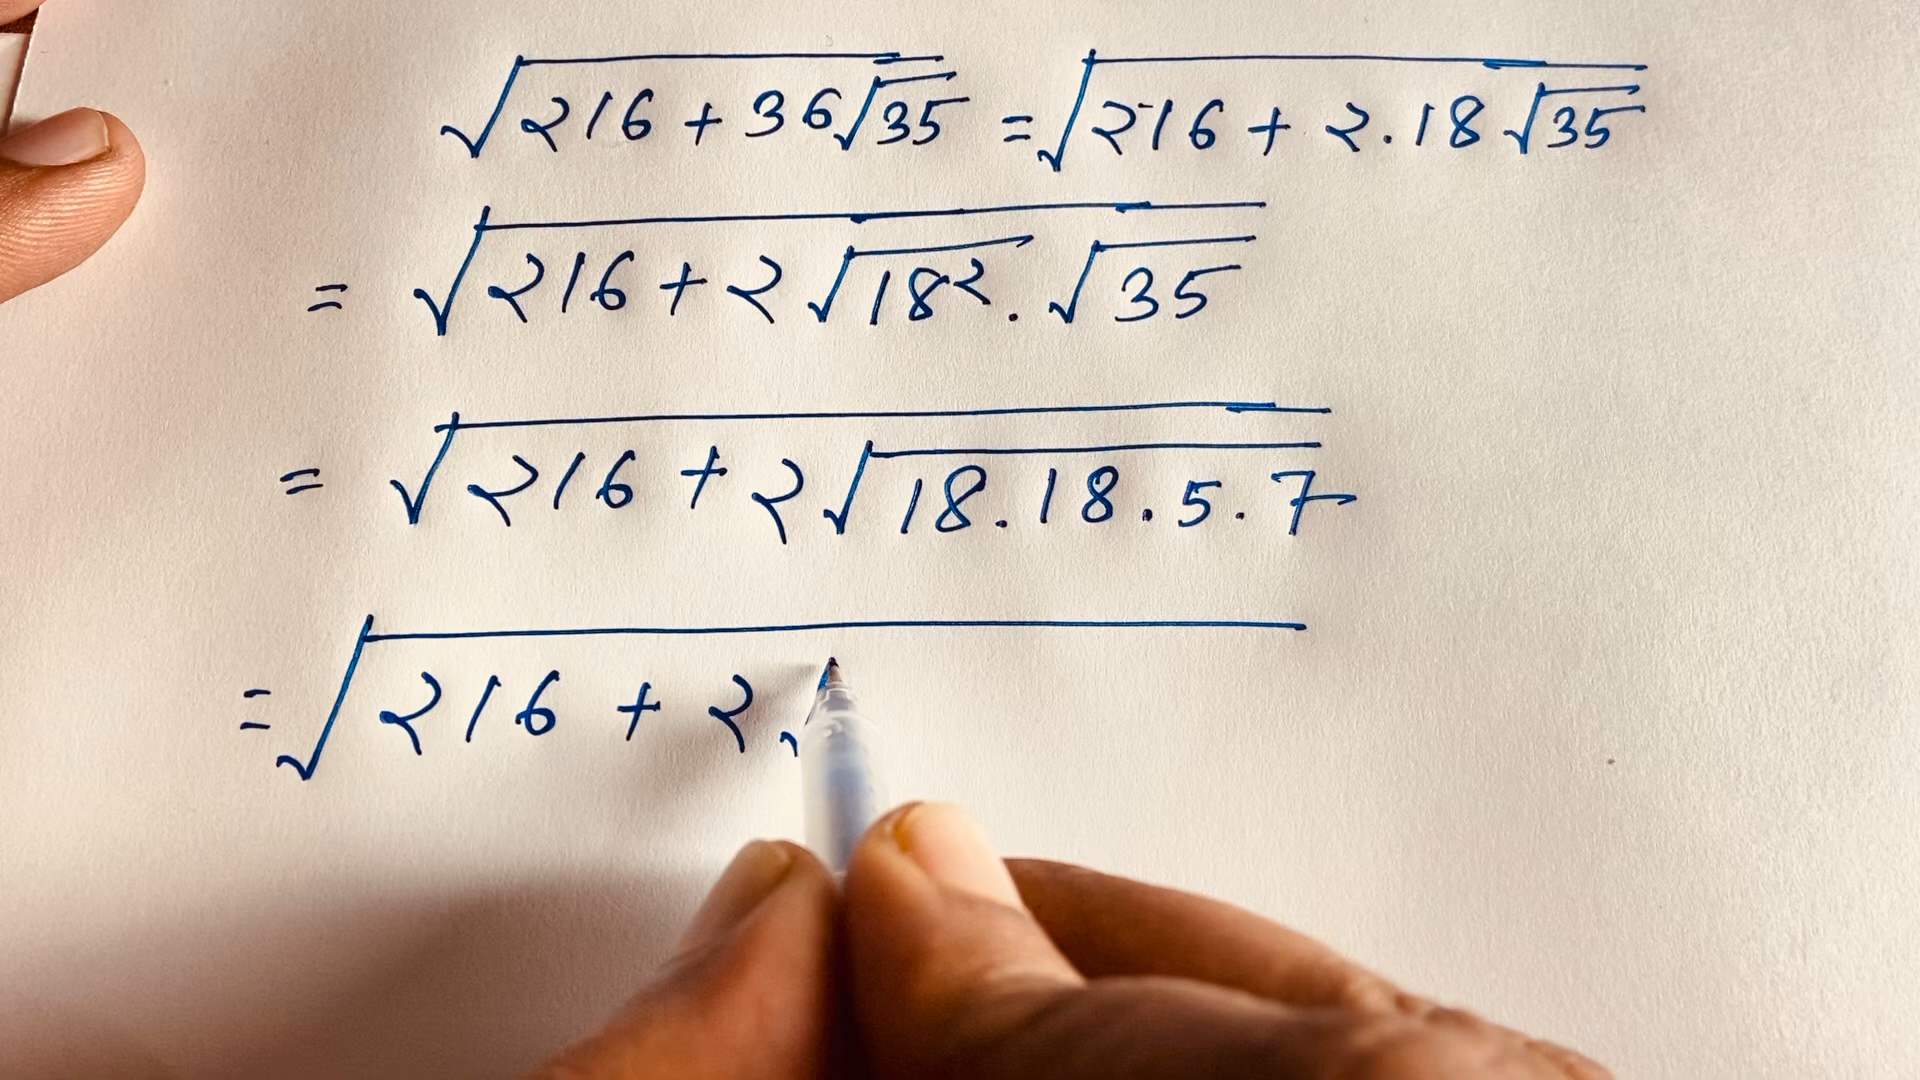 √(216 + 36√35) = √(216 + 2.18√35)
= √(216 + 2√(18²) . √35)
= √(216 + 2√(18.18.5.7))
= √(216 + 2√